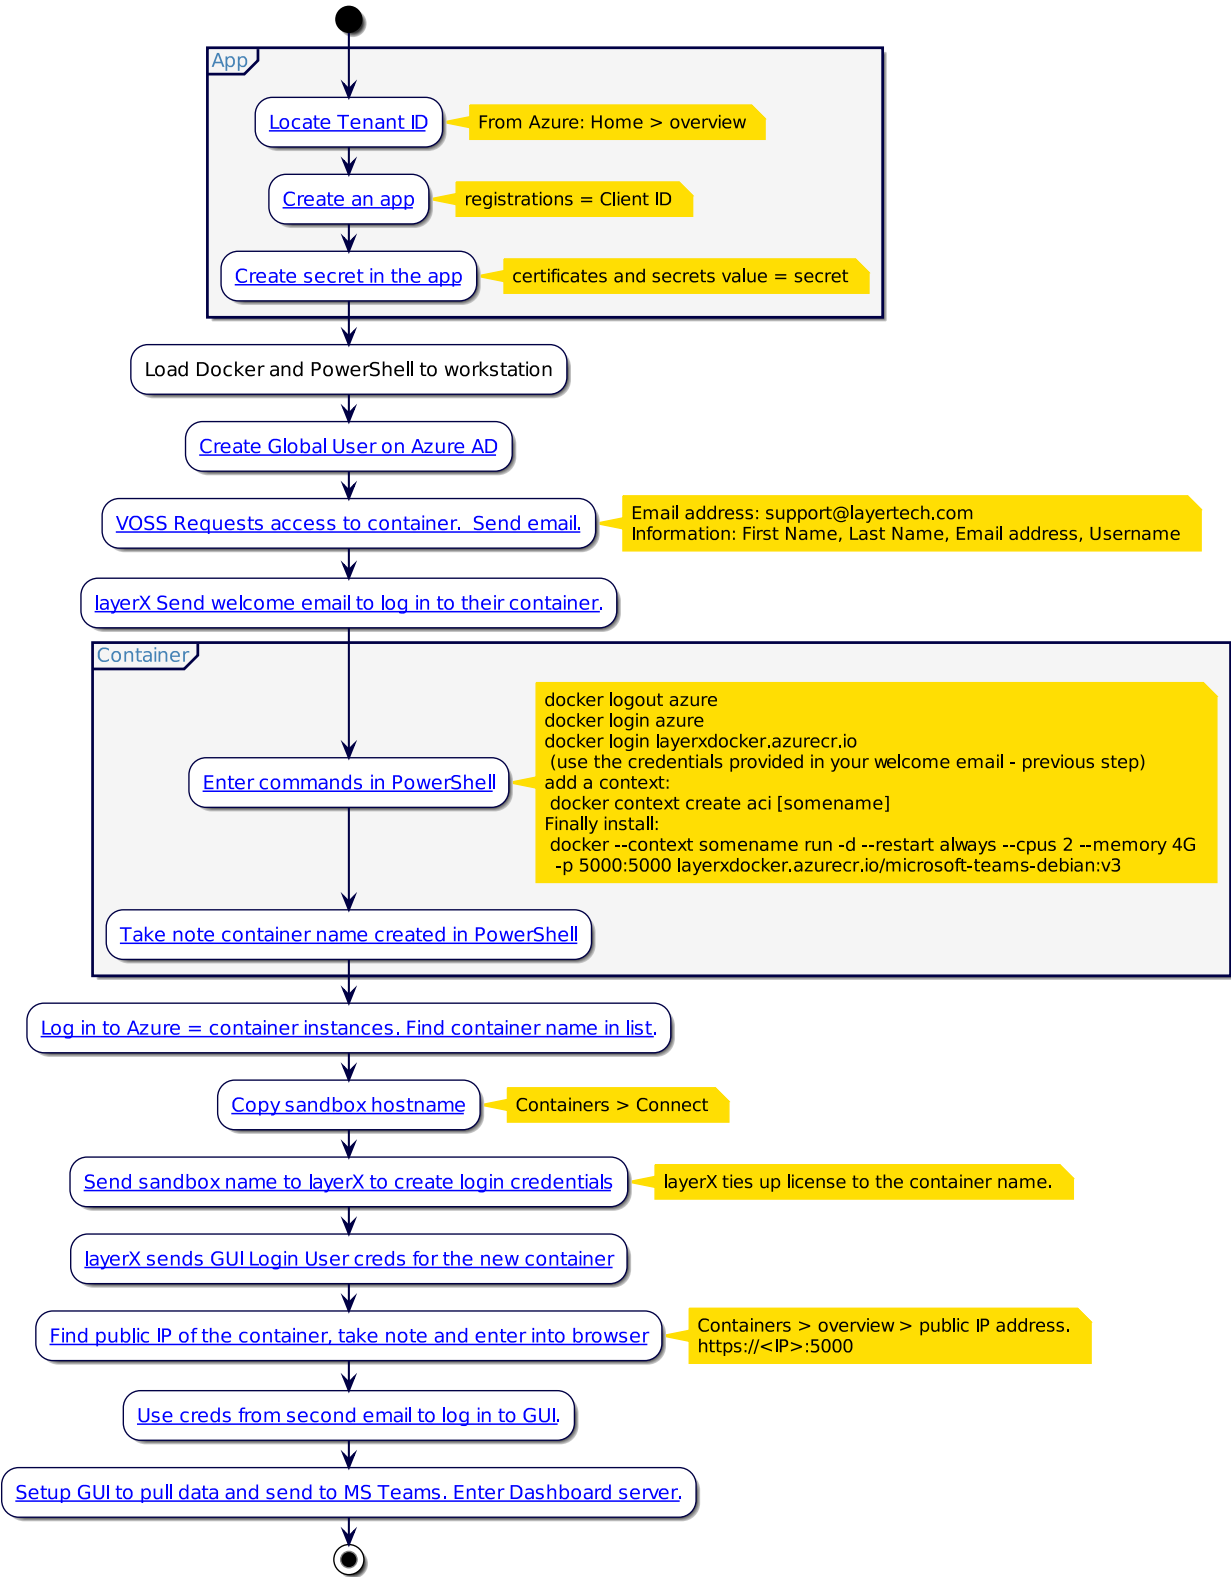 App
Locate Tenant ID
From Azure: Home > overview
Create an app
registrations = Client ID
Create secret in the app
certificates and secrets value = secret
Load Docker and PowerShell to workstation
Create Global User on Azure AD
VOSS Requests access to container.  Send email.
Email address: support@layertech.com
Information: First Name, Last Name, Email address, Username
layerX Send welcome email to log in to their container.
Container
Enter commands in PowerShell
docker logout azure
docker login azure
docker login layerxdocker.azurecr.io
(use the credentials provided in your welcome email - previous step)
add a context:
docker context create aci [somename]
Finally install:
docker --context somename run -d --restart always --cpus 2 --memory 4G
-p 5000:5000 layerxdocker.azurecr.io/microsoft-teams-debian:v3
Take note container name created in PowerShell
Log in to Azure = container instances. Find container name in list.
Copy sandbox hostname
Containers > Connect
Send sandbox name to layerX to create login credentials
layerX ties up license to the container name.
layerX sends GUI Login User creds for the new container
Find public IP of the container, take note and enter into browser
Containers > overview > public IP address.
https://<IP>:5000
Use creds from second email to log in to GUI.
Setup GUI to pull data and send to MS Teams. Enter Dashboard server.